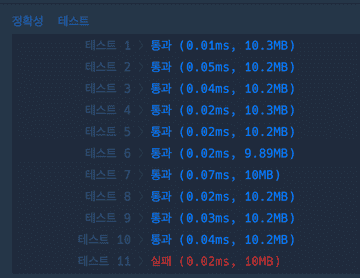 정확성 테스트
테스트 1 〉 통과 (0.01ms, 10.3MB)
테스트 2 〉 통과 (0.05ms, 10.2MB)
테스트 3 〉 통과 (0.04ms, 10.2MB)
테스트 4 〉 통과 (0.02ms, 10.3MB)
테스트 5 〉 통과 (0.02ms, 10.2MB)
테스트 6 〉 통과 (0.02ms, 9.89MB)
테스트 7 〉 통과 (0.07ms, 10MB)
테스트 8 〉 통과 (0.02ms, 10.2MB)
테스트 9 〉 통과 (0.03ms, 10.2MB)
테스트 10 〉 통과 (0.04ms, 10.2MB)
테스트 11 〉 실패 (0.02ms, 10MB)